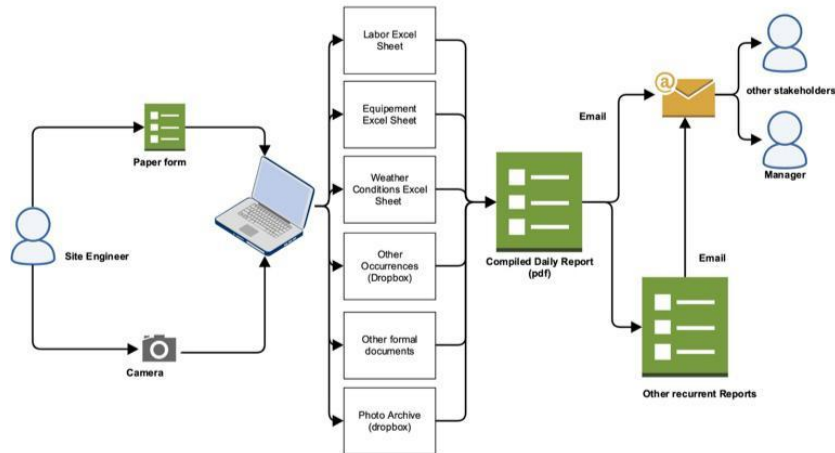 Labor Excel
Sheet
Equipement
Excel Sheet
Weather
Conditions Excel
Sheet
Other
Occurrences
(Dropbox)
Other formal
documents
Photo Archive
(dropbox)
Paper form
Site Engineer
Camera
Compiled Daily Report
(pdf)
Email
@
other stakeholders
Manager
Email
Other recurrent Reports